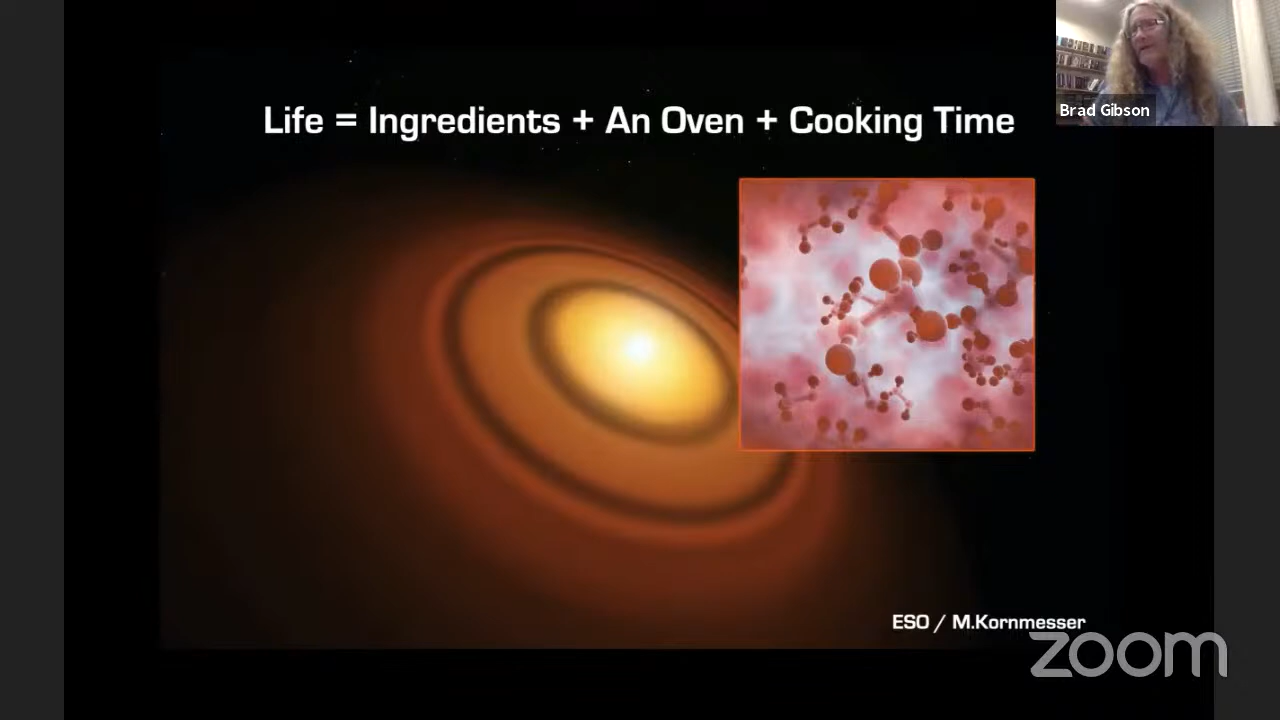 Brad Gibson
Life = Ingredients + An Oven + Cooking Time
ESO / M.Kornmesser
zoom